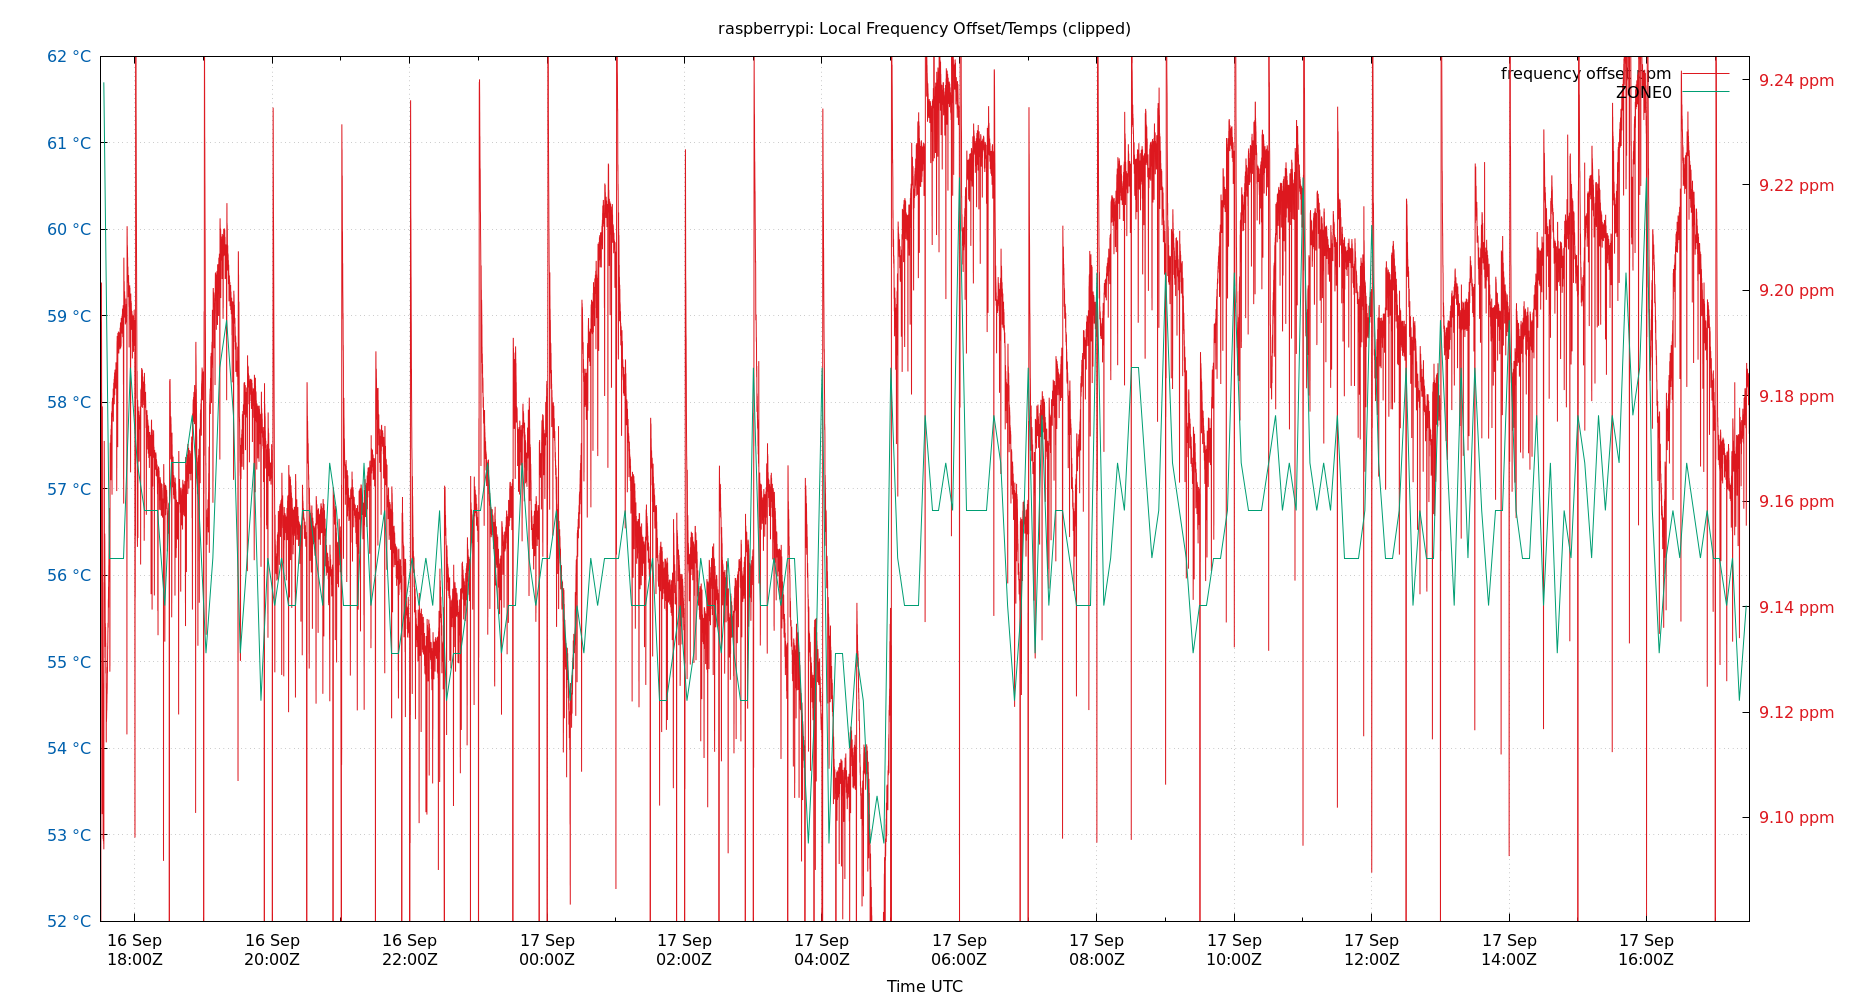 raspberrypi: Local Frequency Offset/Temps (clipped)
frequency offset ppm
ZONE0
62 °C
61 °C
60 °C
59 °C
58 °C
57 °C
56 °C
55 °C
54 °C
53 °C
52 °C
9.24 ppm
9.22 ppm
9.20 ppm
9.18 ppm
9.16 ppm
9.14 ppm
9.12 ppm
9.10 ppm
16 Sep
18:00Z
16 Sep
20:00Z
16 Sep
22:00Z
17 Sep
00:00Z
17 Sep
02:00Z
17 Sep
04:00Z
17 Sep
06:00Z
17 Sep
08:00Z
17 Sep
10:00Z
17 Sep
12:00Z
17 Sep
14:00Z
17 Sep
16:00Z
Time UTC